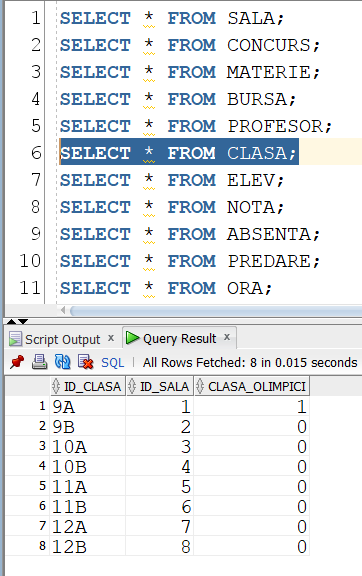 1 SELECT * FROM SALA;
2 SELECT * FROM CONCURS;
3 SELECT * FROM MATERIE;
4 SELECT * FROM BURSA;
5 SELECT * FROM PROFESOR;
6 SELECT * FROM CLASA;
7 SELECT * FROM ELEV;
8 SELECT * FROM NOTA;
9 SELECT * FROM ABSENTA;
10 SELECT * FROM PREDARE;
11 SELECT * FROM ORA;
Script Output x Query Result x
SQL | All Rows Fetched: 8 in 0.015 seconds
ID_CLASA ID_SALA CLASA_OLIMPICI
1 9A 1 1
2 9B 2 0
3 10A 3 0
4 10B 4 0
5 11A 5 0
6 11B 6 0
7 12A 7 0
8 12B 8 0